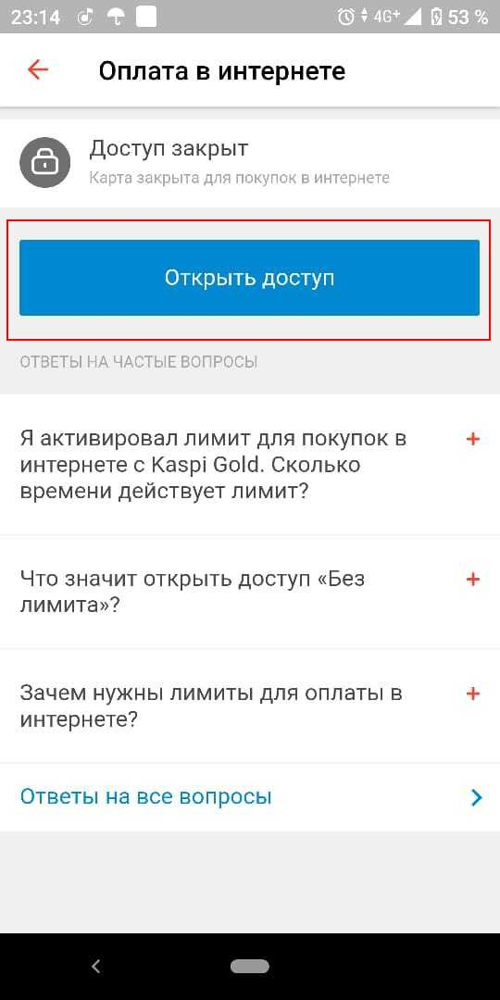 23:14 4G+ 53 %
Оплата в интернете
Доступ закрыт
Карта закрыта для покупок в интернете
Открыть доступ
ОТВЕТЫ НА ЧАСТЫЕ ВОПРОСЫ
Я активировал лимит для покупок в
интернете с Kaspi Gold. Сколько
времени действует лимит?
Что значит открыть доступ «Без
лимита»?
Зачем нужны лимиты для оплаты в
интернете?
Ответы на все вопросы